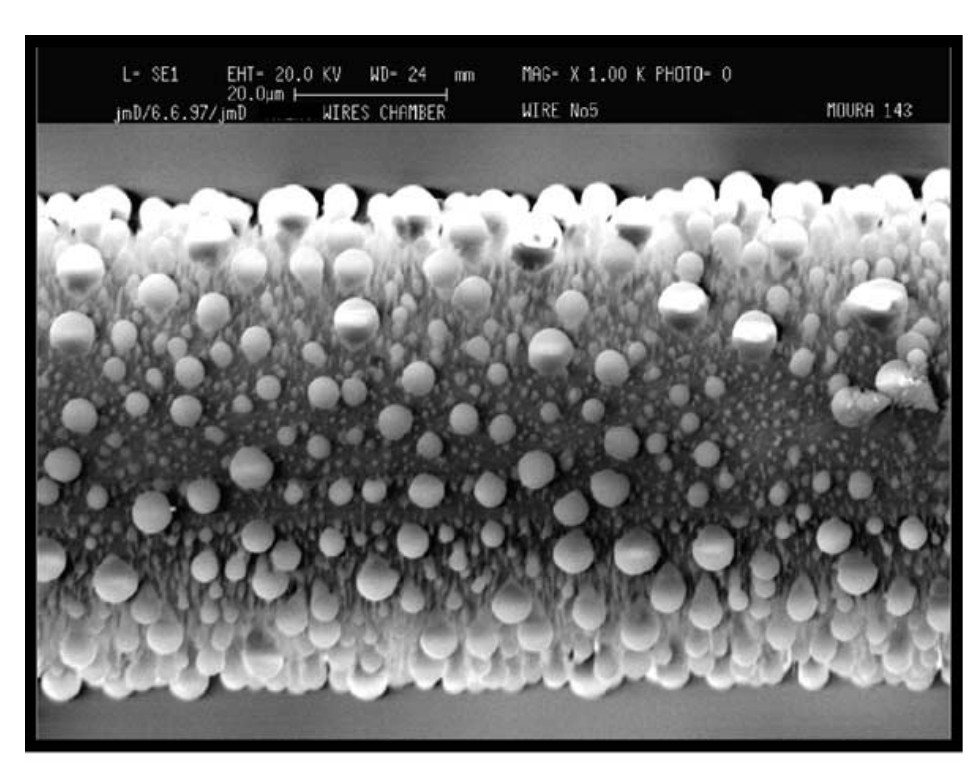 L= SE1 EHT= 20.0 KV WD= 24 mm MAG= X 1.00 K PHOTO= 0
20.0µm
jmD/6.6.97/jmD WIRES CHAMBER WIRE No5 MOURA 143